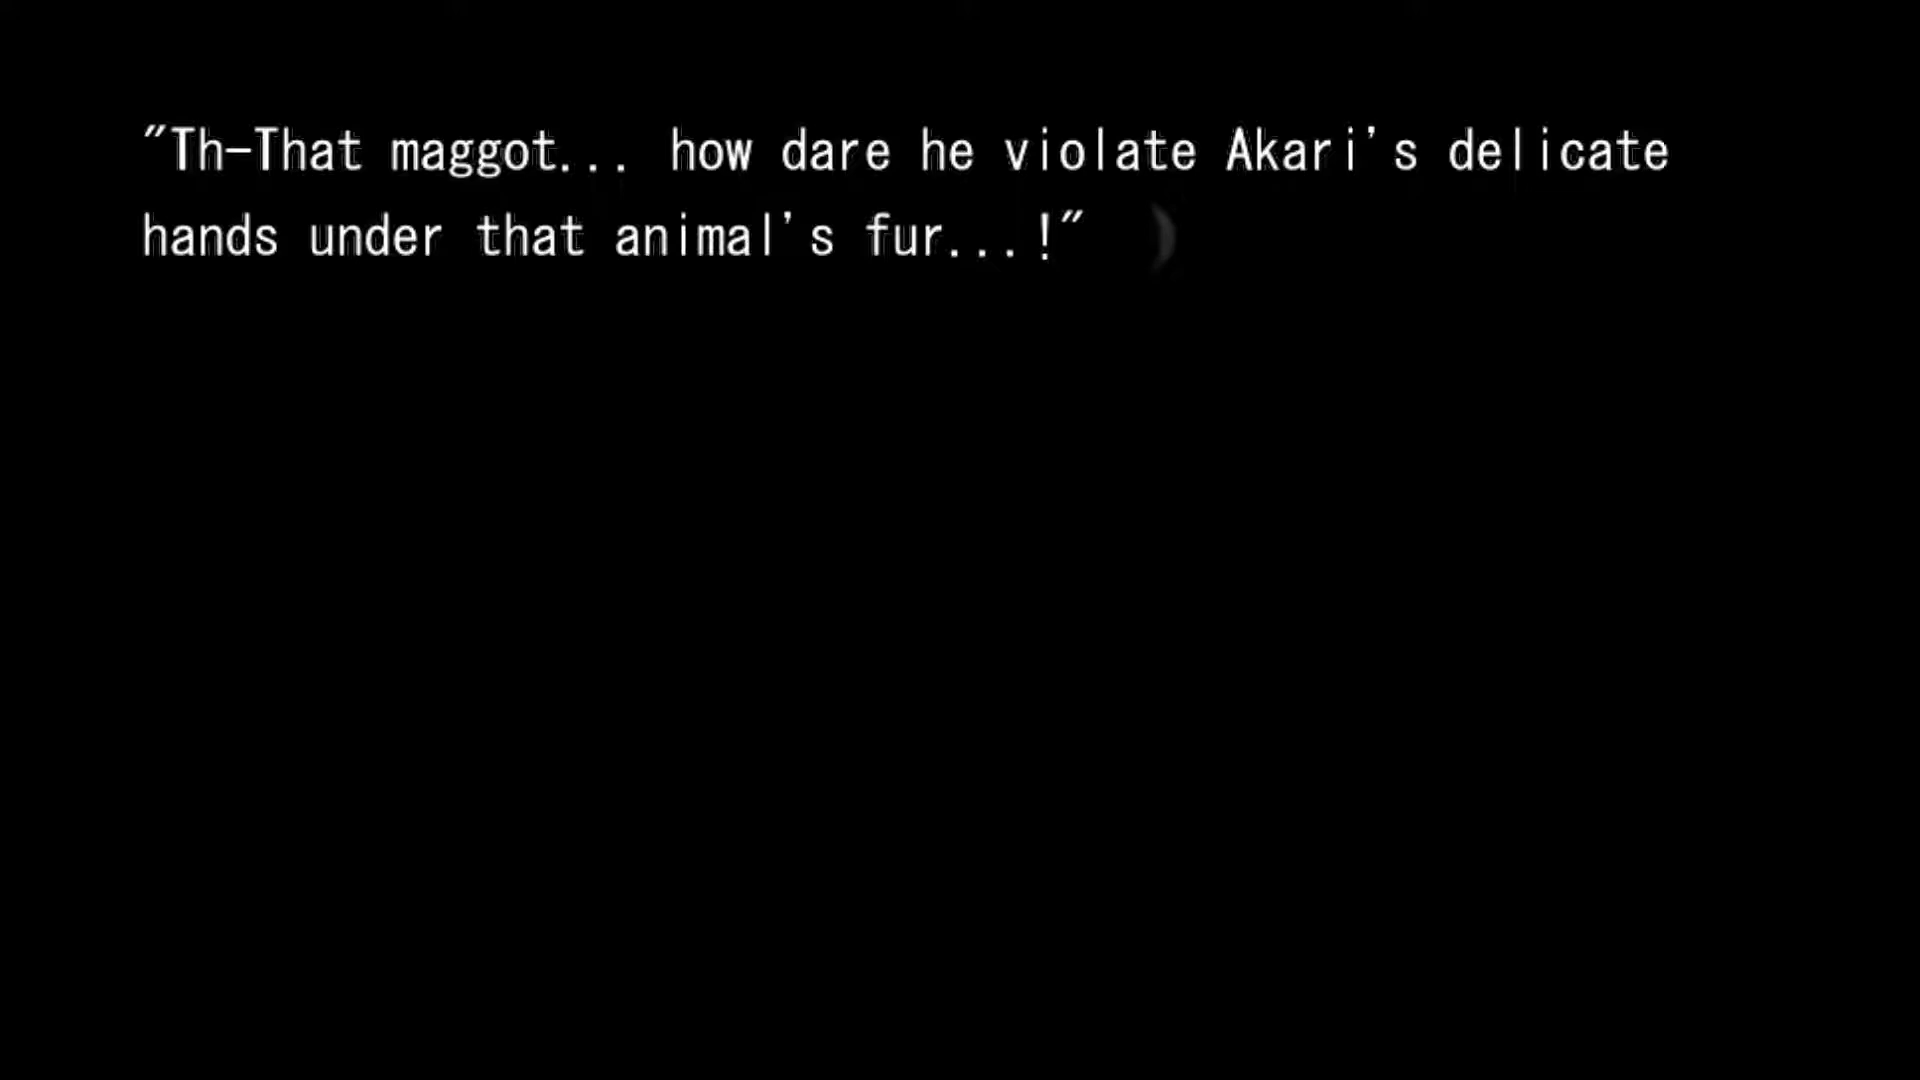 "Th-That maggot... how dare he violate Akari's delicate
hands under that animal's fur...!"